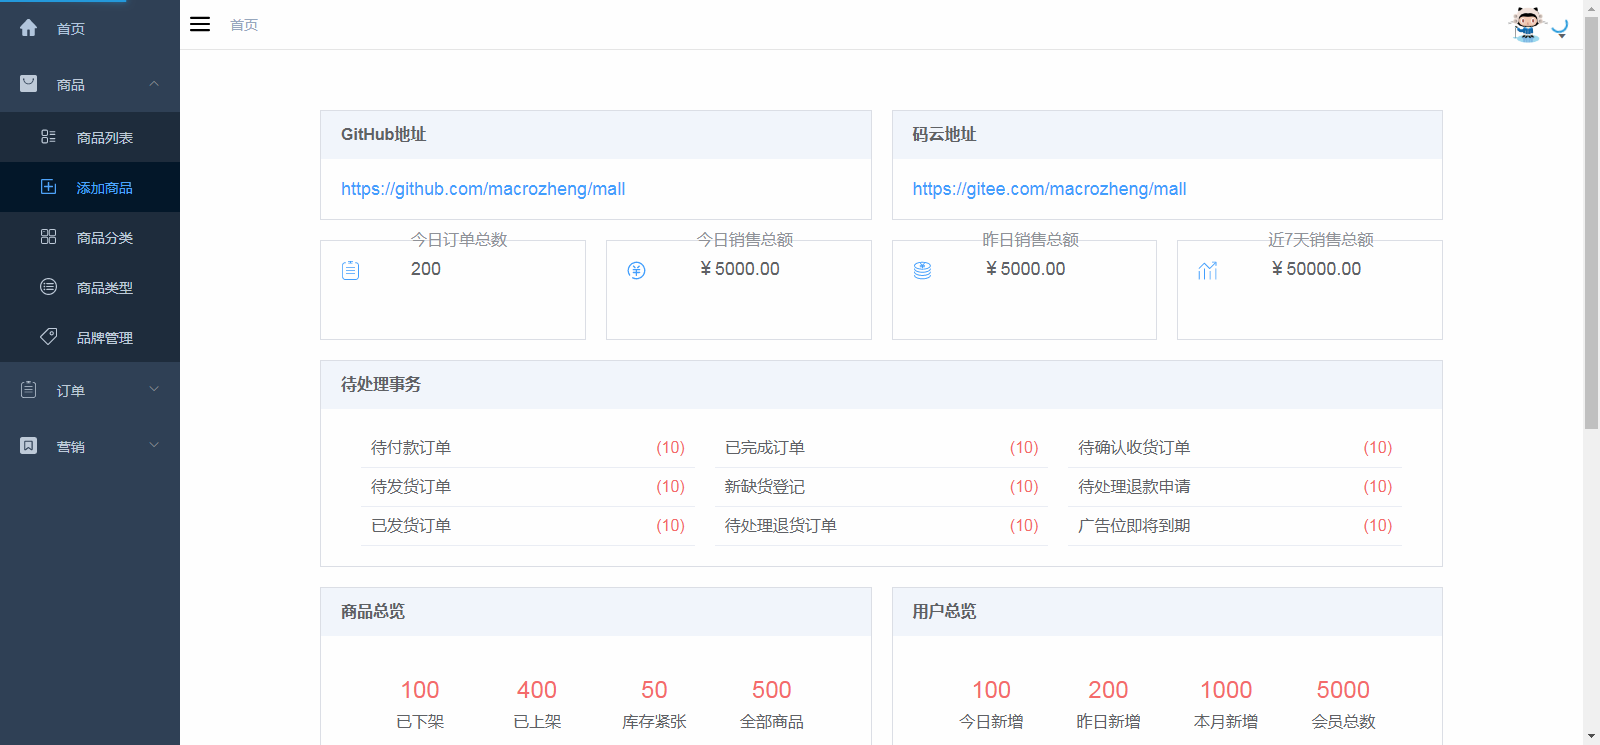 首页
商品
商品列表
添加商品
商品分类
商品类型
品牌管理
订单
营销
首页
GitHub地址
https://github.com/macrozheng/mall
码云地址
https://gitee.com/macrozheng/mall
今日订单总数
200
今日销售总额
￥5000.00
昨日销售总额
￥5000.00
近7天销售总额
￥50000.00
待处理事务
待付款订单 (10) 已完成订单 (10) 待确认收货订单 (10)
待发货订单 (10) 新缺货登记 (10) 待处理退款申请 (10)
已发货订单 (10) 待处理退货订单 (10) 广告位即将到期 (10)
商品总览
100 400 50 500
已下架 已上架 库存紧张 全部商品
用户总览
100 200 1000 5000
今日新增 昨日新增 本月新增 会员总数